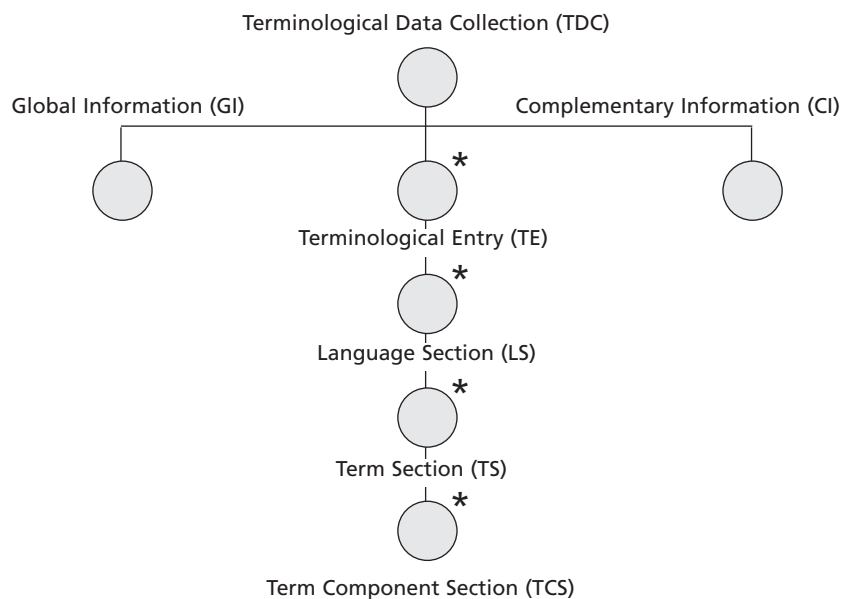 Terminological Data Collection (TDC)
Global Information (GI)
Complementary Information (CI)
*
Terminological Entry (TE)
*
Language Section (LS)
*
Term Section (TS)
*
Term Component Section (TCS)